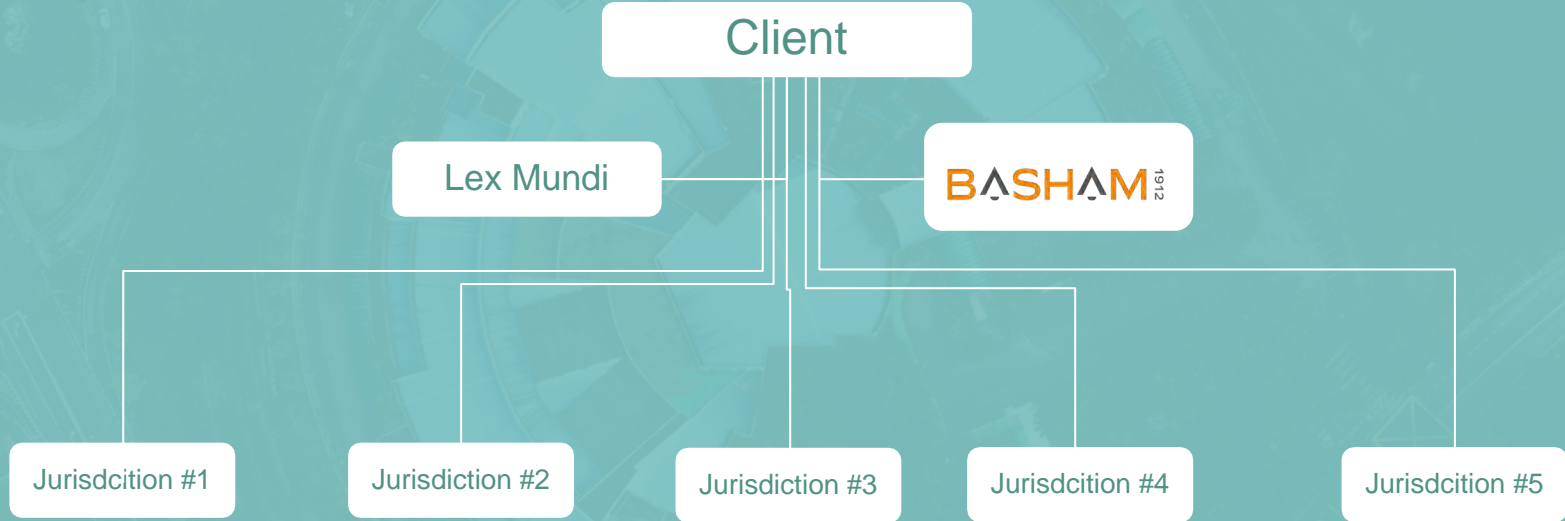 Client
Lex Mundi
BASHAM 1912
Jurisdcition #1
Jurisdiction #2
Jurisdiction #3
Jurisdcition #4
Jurisdcition #5